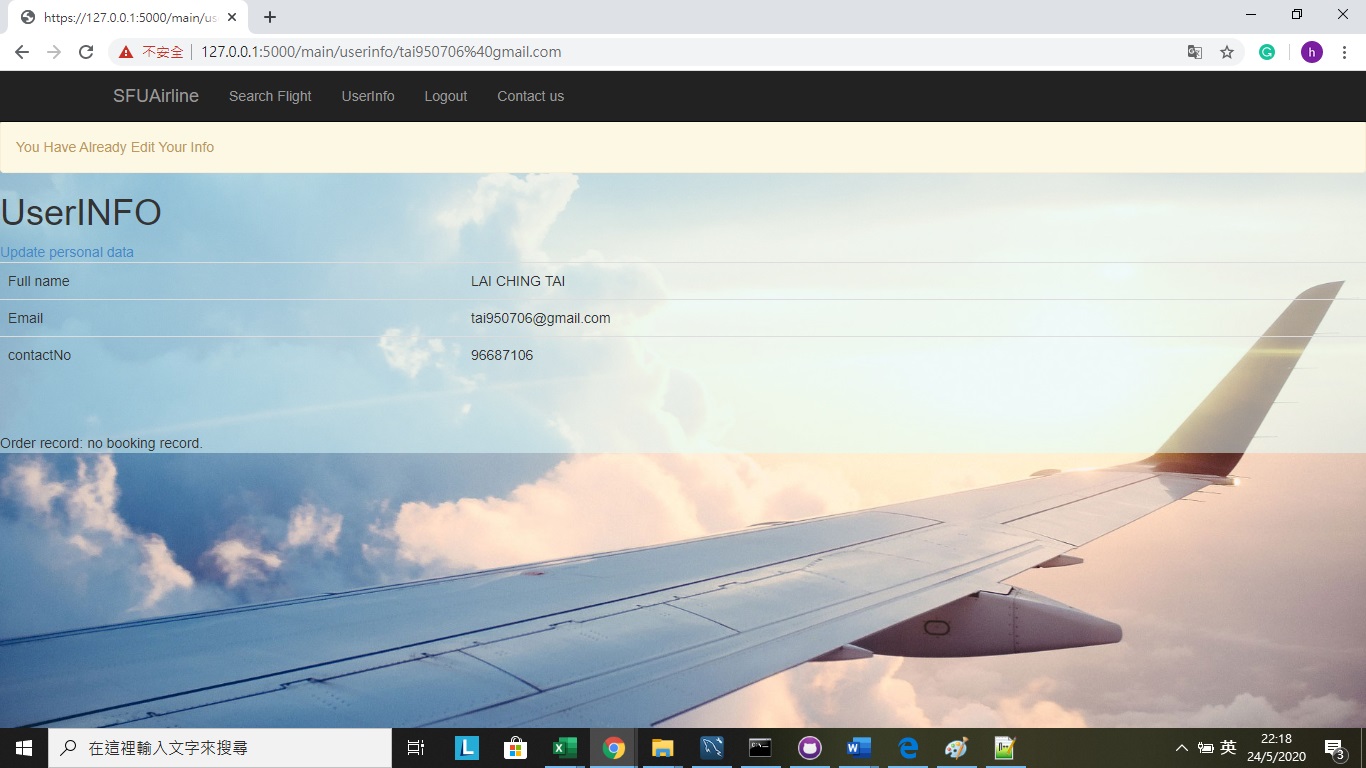 https://127.0.0.1:5000/main/us
不安全 127.0.0.1:5000/main/userinfo/tai950706%40gmail.com
h
SFUAirline Search Flight UserInfo Logout Contact us
You Have Already Edit Your Info
UserINFO
Update personal data
Full name LAI CHING TAI
Email tai950706@gmail.com
contactNo 96687106
Order record: no booking record.
在這裡輸入文字來搜尋
英
22:18
24/5/2020
3